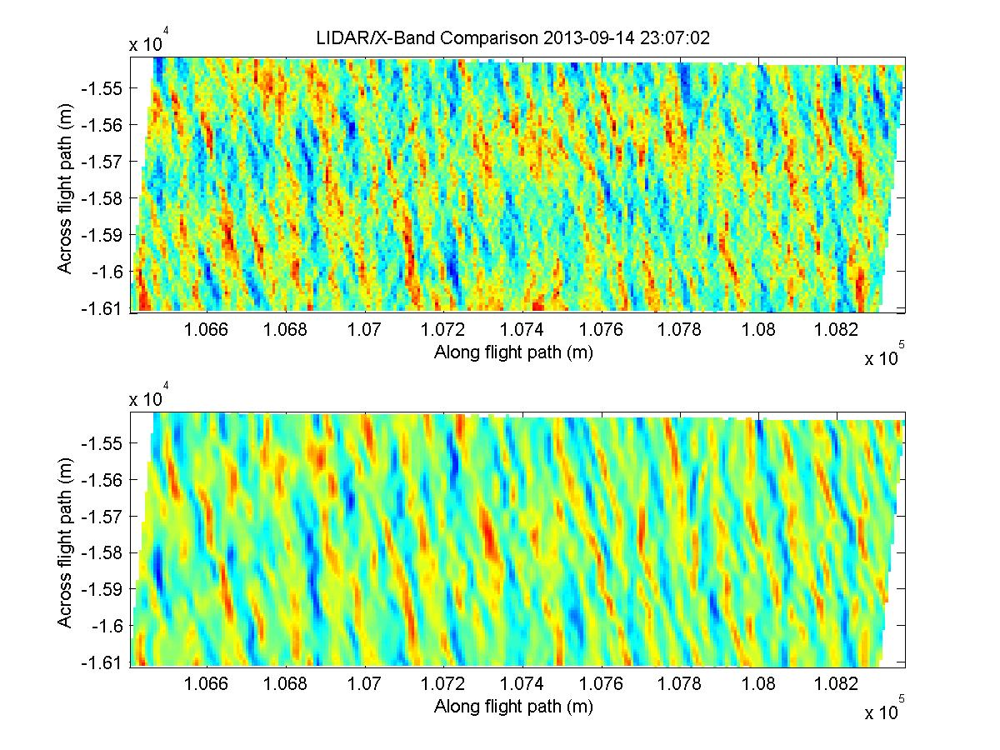 LIDAR/X-Band Comparison 2013-09-14 23:07:02
x 10^4
-1.55
-1.56
-1.57
-1.58
-1.59
-1.6
-1.61
Across flight path (m)
1.066 1.068 1.07 1.072 1.074 1.076 1.078 1.08 1.082
Along flight path (m)
x 10^5
x 10^4
-1.55
-1.56
-1.57
-1.58
-1.59
-1.6
-1.61
Across flight path (m)
1.066 1.068 1.07 1.072 1.074 1.076 1.078 1.08 1.082
Along flight path (m)
x 10^5